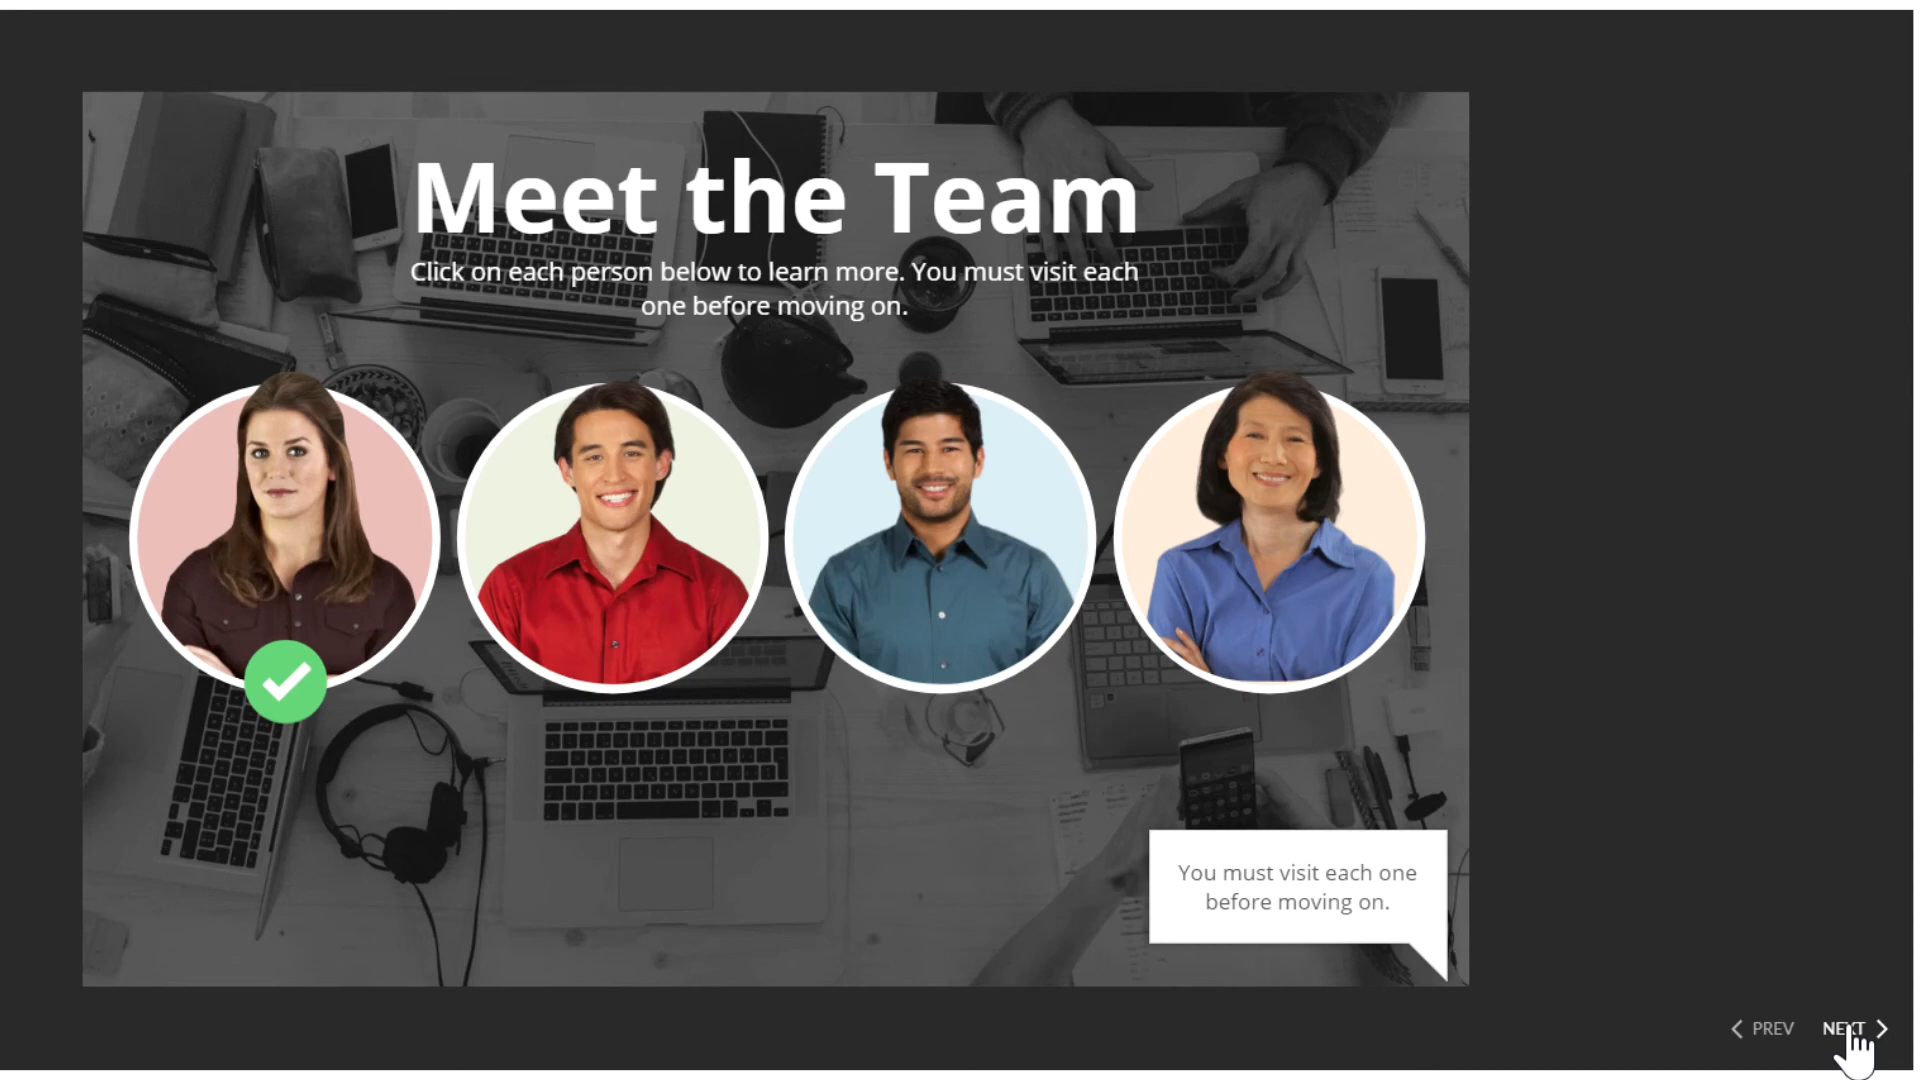 Meet the Team
Click on each person below to learn more. You must visit each
one before moving on.
You must visit each one
before moving on.
PREV NEXT